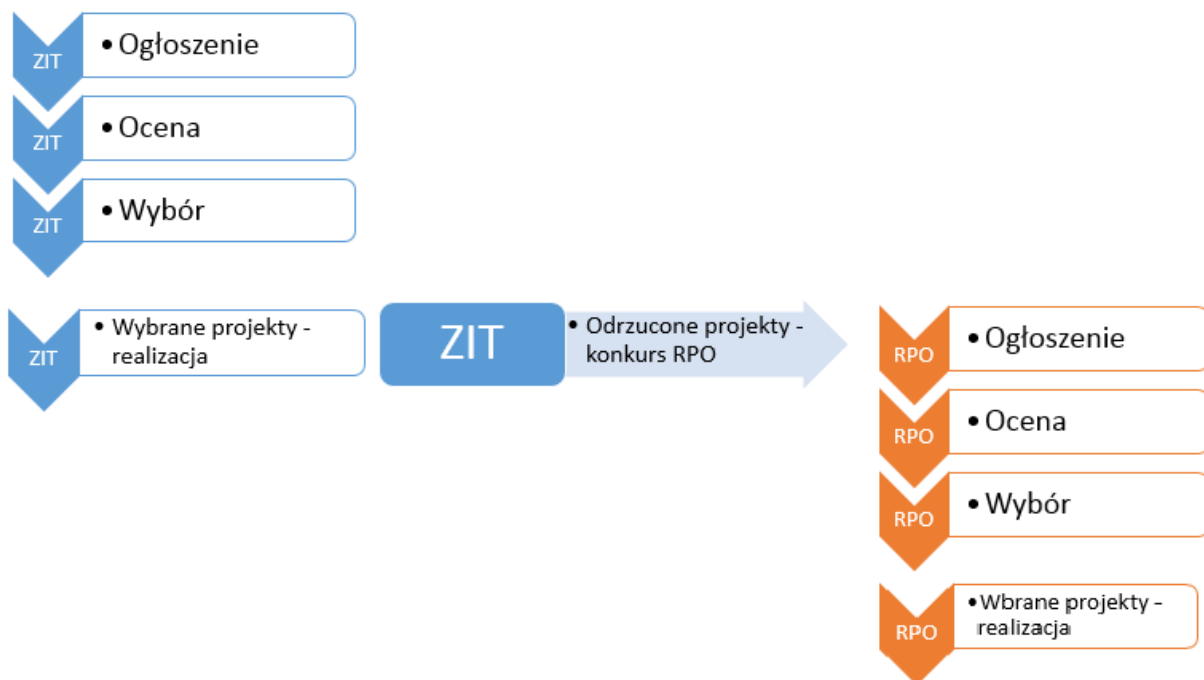 ZIT
• Ogłoszenie
ZIT
• Ocena
ZIT
• Wybór
ZIT
• Wybrane projekty -
realizacja
ZIT
• Odrzucone projekty -
konkurs RPO
RPO
• Ogłoszenie
RPO
• Ocena
RPO
• Wybór
RPO
• Wbrane projekty -
realizacja